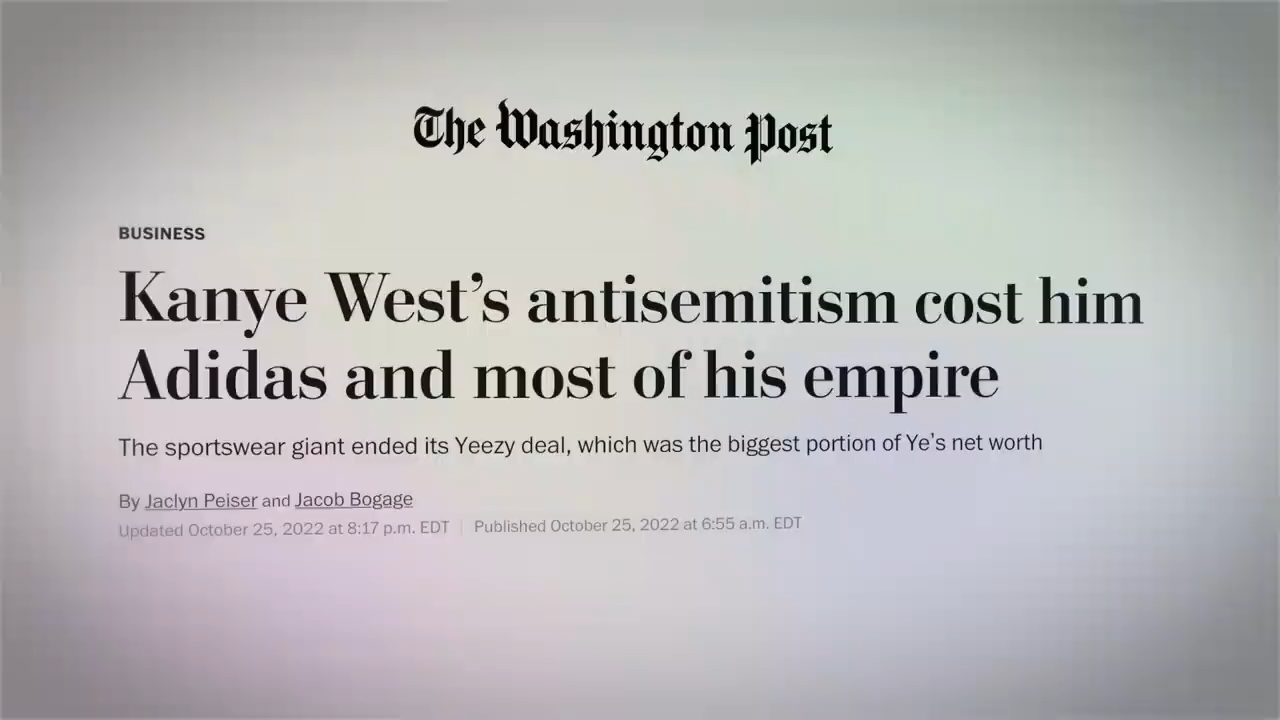 The Washington Post
BUSINESS
Kanye West’s antisemitism cost him
Adidas and most of his empire
The sportswear giant ended its Yeezy deal, which was the biggest portion of Ye’s net worth
By Jaclyn Peiser and Jacob Bogage
Updated October 25, 2022 at 8:17 p.m. EDT | Published October 25, 2022 at 6:55 a.m. EDT